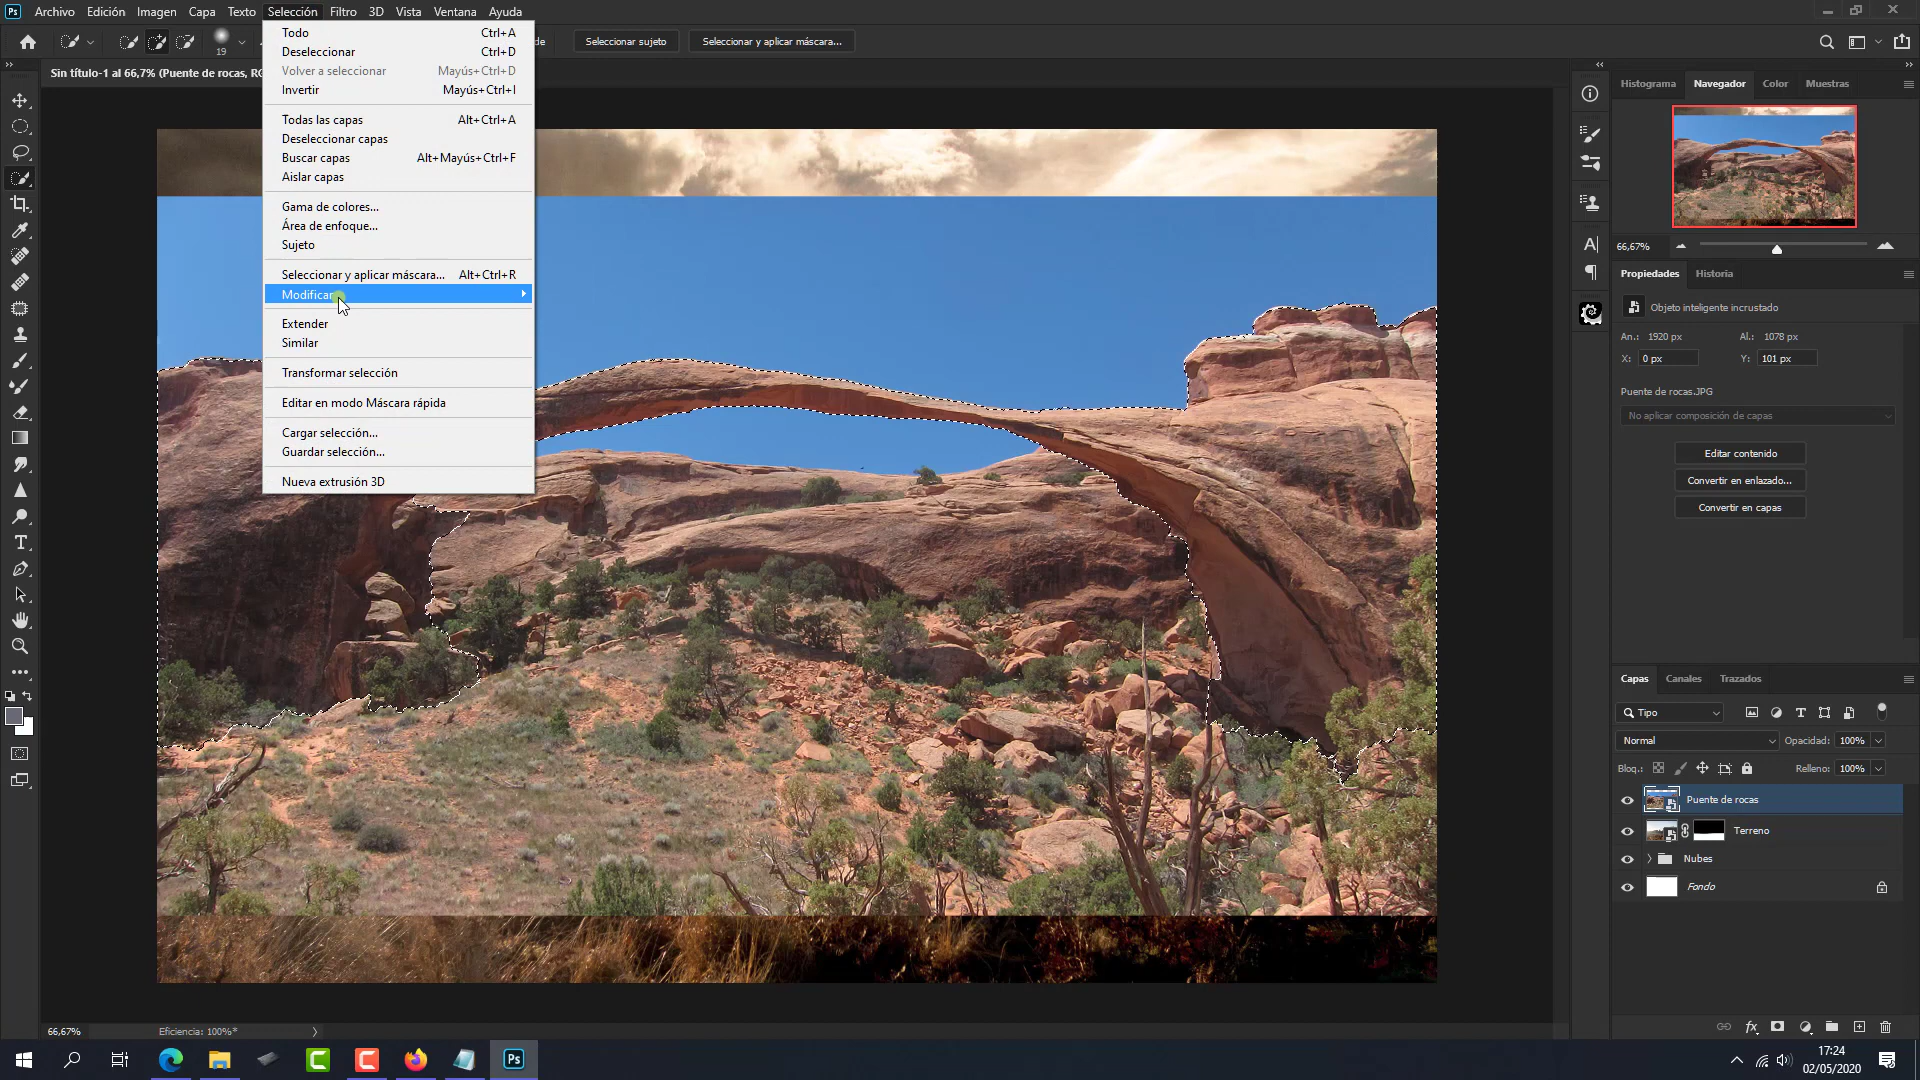 Ps Archivo Edición Imagen Capa Texto Selección Filtro 3D Vista Ventana Ayuda
19
de
Seleccionar sujeto
Seleccionar y aplicar máscara...
Sin título-1 al 66,7% (Puente de rocas, RG
Todo Ctrl+A
Deseleccionar Ctrl+D
Volver a seleccionar Mayús+Ctrl+D
Invertir Mayús+Ctrl+I
Todas las capas Alt+Ctrl+A
Deseleccionar capas
Buscar capas Alt+Mayús+Ctrl+F
Aislar capas
Gama de colores...
Área de enfoque...
Sujeto
Seleccionar y aplicar máscara... Alt+Ctrl+R
Modificar
Extender
Similar
Transformar selección
Editar en modo Máscara rápida
Cargar selección...
Guardar selección...
Nueva extrusión 3D
Histograma Navegador Color Muestras
66,67%
Propiedades Historia
Objeto inteligente incrustado
An.: 1920 px Al.: 1078 px
X: 0 px Y: 101 px
Puente de rocas.JPG
No aplicar composición de capas
Editar contenido
Convertir en enlazado...
Convertir en capas
Capas Canales Trazados
Tipo
Normal Opacidad: 100%
Bloq.: Relleno: 100%
Puente de rocas
Terreno
Nubes
Fondo
66,67% Eficiencia: 100%*
Ps
17:24
02/05/2020